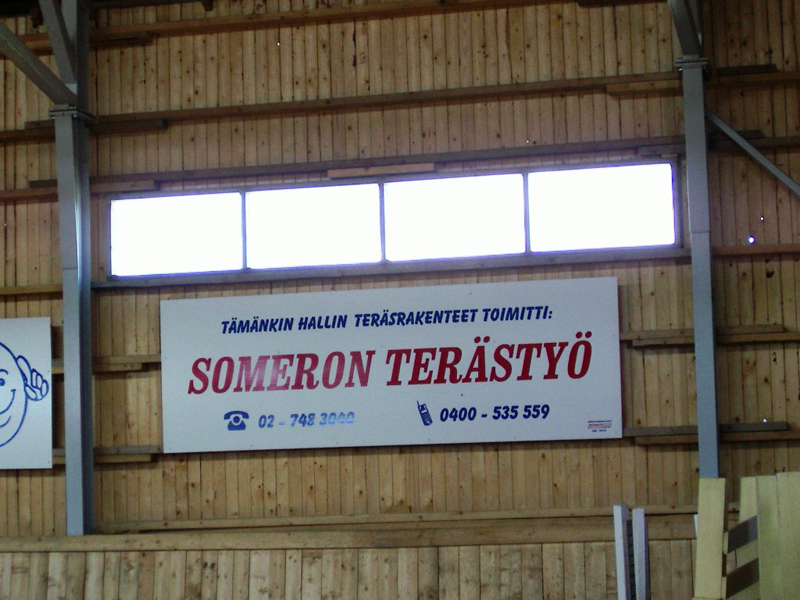 TÄMÄNKIN HALLIN TERÄSRAKENTEET TOIMITTI:
SOMERON TERÄSTYÖ
02 - 748 3040
0400 - 535 559